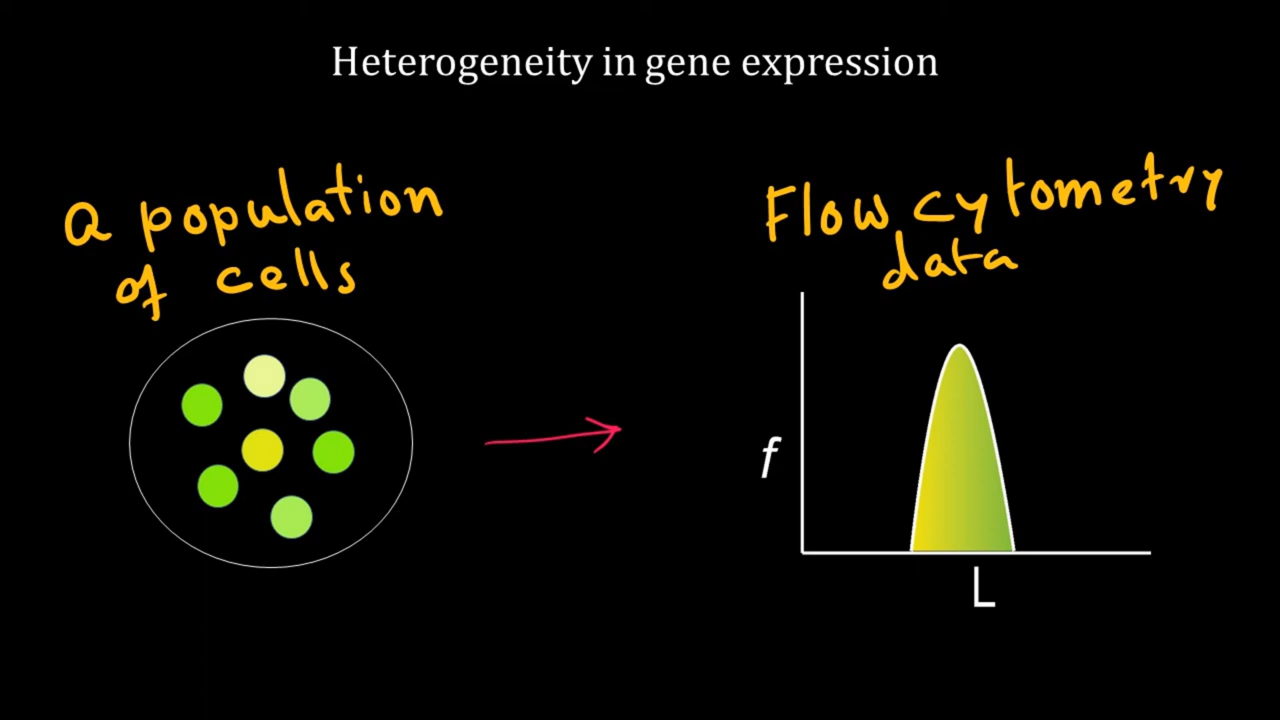 Heterogeneity in gene expression
A population
of cells
Flow cytometry
data
f
L